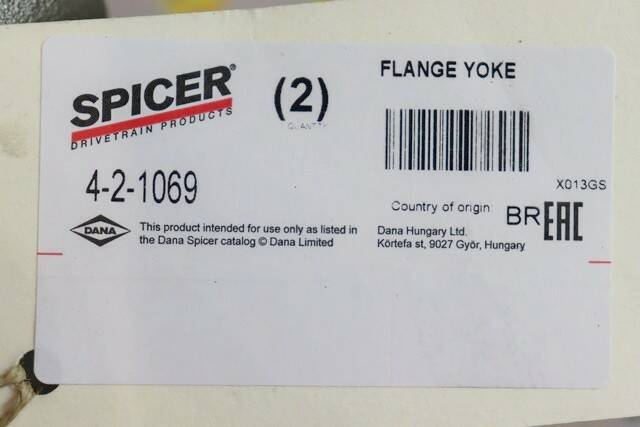 SPICER®
DRIVETRAIN PRODUCTS
(2)
QUANTITY
FLANGE YOKE
4-2-1069
X013GS
Country of origin: BR
EAC
DANA
This product intended for use only as listed in
the Dana Spicer catalog © Dana Limited
Dana Hungary Ltd.
Körtefa st, 9027 Győr, Hungary